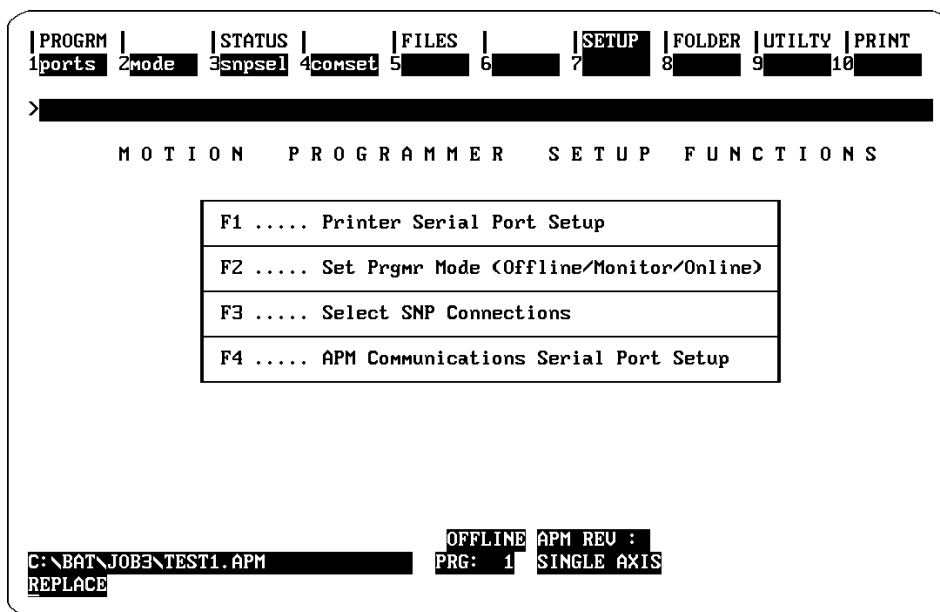 |PROGRM | |STATUS | |FILES | |SETUP |FOLDER |UTILTY |PRINT
1ports 2mode 3snpsel 4comset 5 6 7 8 9 10
>
MOTION PROGRAMMER SETUP FUNCTIONS
F1 ..... Printer Serial Port Setup
F2 ..... Set Prgmr Mode (Offline/Monitor/Online)
F3 ..... Select SNP Connections
F4 ..... APM Communications Serial Port Setup
OFFLINE APM REV :
C:\BAT\JOB3\TEST1.APM PRG: 1 SINGLE AXIS
REPLACE